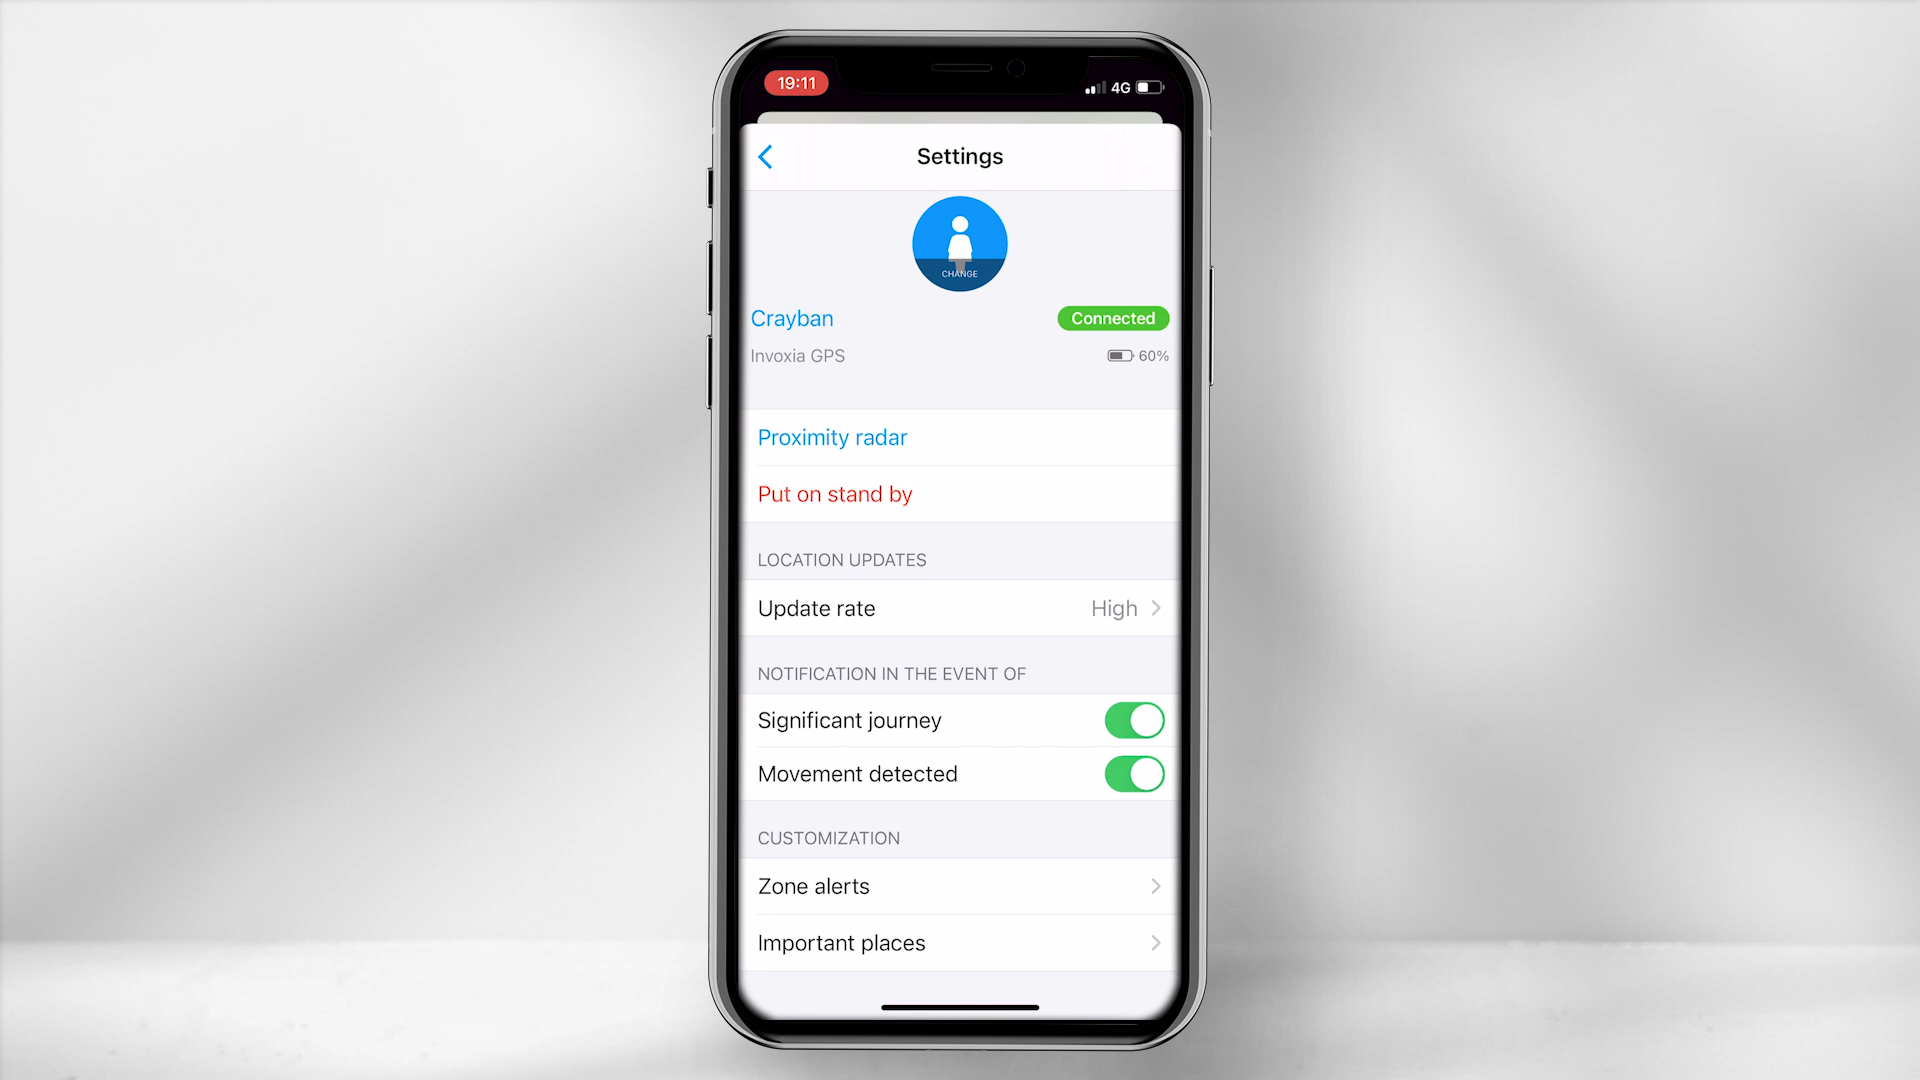 19:11
4G
Settings
CHANGE
Crayban
Connected
Invoxia GPS
60%
Proximity radar
Put on stand by
LOCATION UPDATES
Update rate
High
NOTIFICATION IN THE EVENT OF
Significant journey
Movement detected
CUSTOMIZATION
Zone alerts
Important places